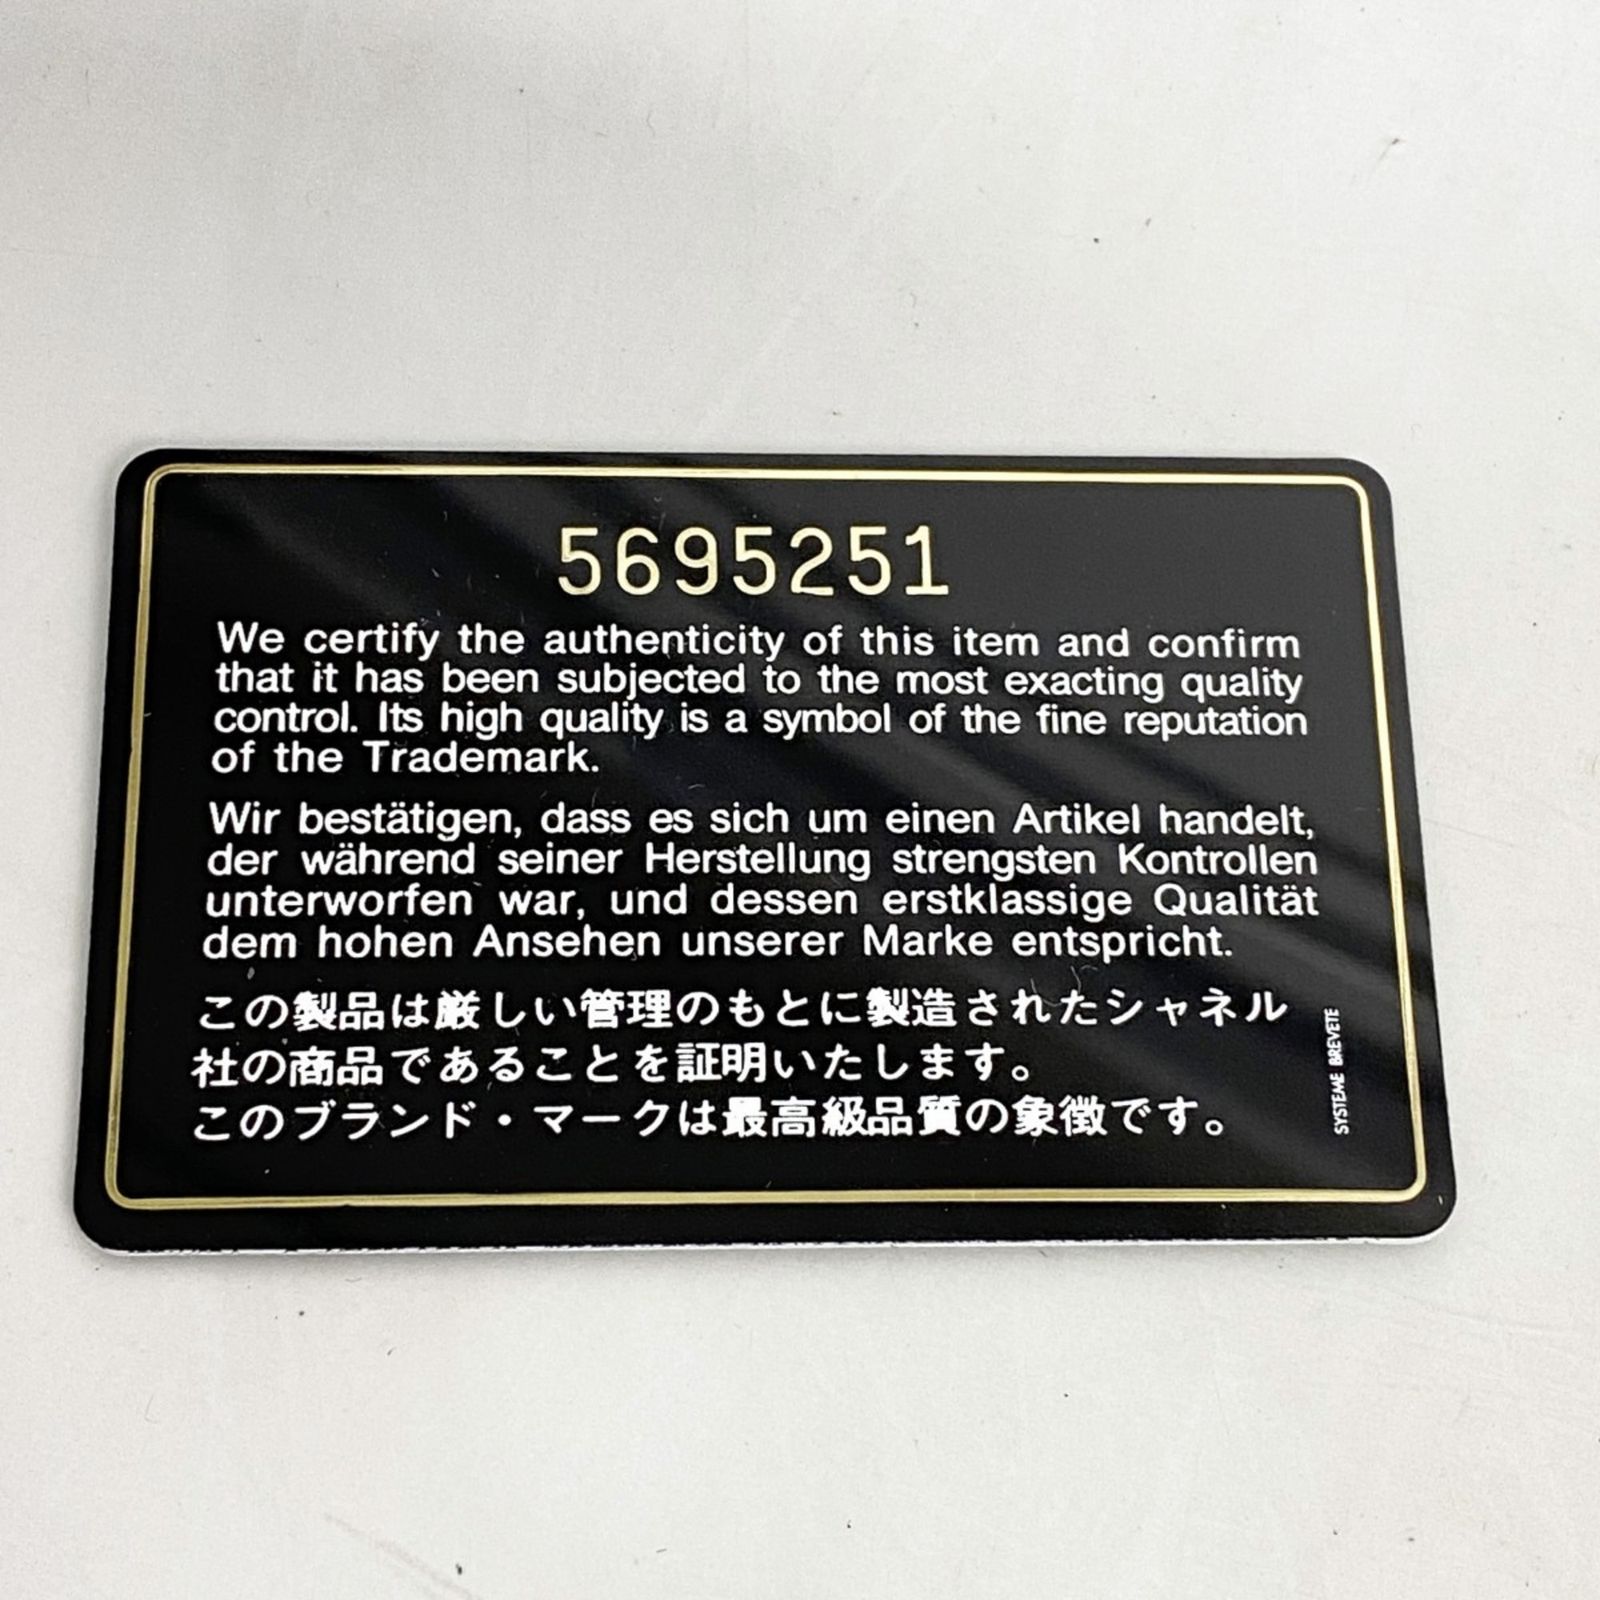 5695251
We certify the authenticity of this item and confirm
that it has been subjected to the most exacting quality
control. Its high quality is a symbol of the fine reputation
of the Trademark.
Wir bestätigen, dass es sich um einen Artikel handelt,
der während seiner Herstellung strengsten Kontrollen
unterworfen war, und dessen erstklassige Qualität
dem hohen Ansehen unserer Marke entspricht.
この製品は厳しい管理のもとに製造されたシャネル
社の商品であることを証明いたします。
このブランド・マークは最高級品質の象徴です。
SYSTEME BREVETE